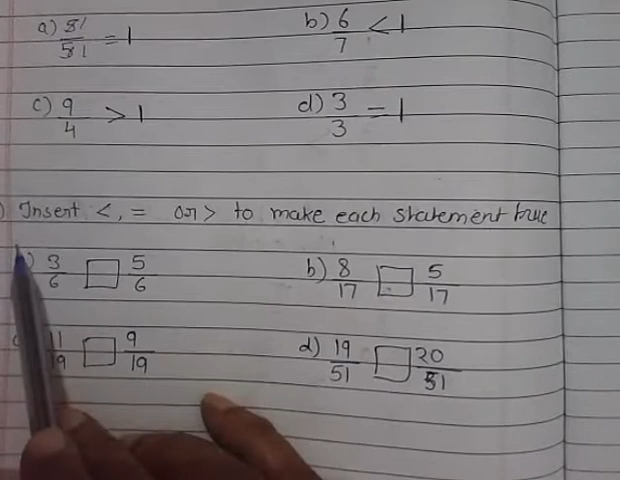 a) 51/51 = 1 b) 6/7 < 1
c) 9/4 > 1 d) 3/3 = 1
) Insert <, = or > to make each statement true
) 3/6 □ 5/6 b) 8/17 □ 5/17
11/19 □ 9/19 d) 19/51 □ 20/51